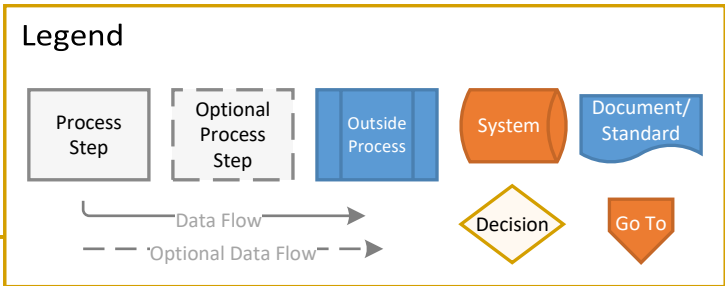 Legend
Process
Step
Optional
Process
Step
Outside
Process
System
Document/
Standard
Data Flow
Optional Data Flow
Decision
Go To